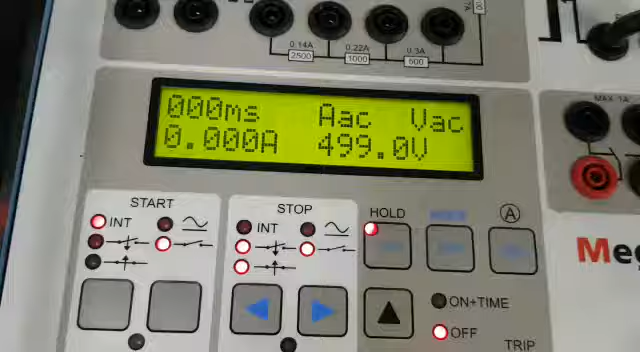 0.14A 0.22A 0.3A
2500 1000 600
MAX 1A
000ms Aac Vac
0.000A 499.0V
START
INT
STOP
INT
HOLD
A
ON+TIME
OFF
TRIP
Me